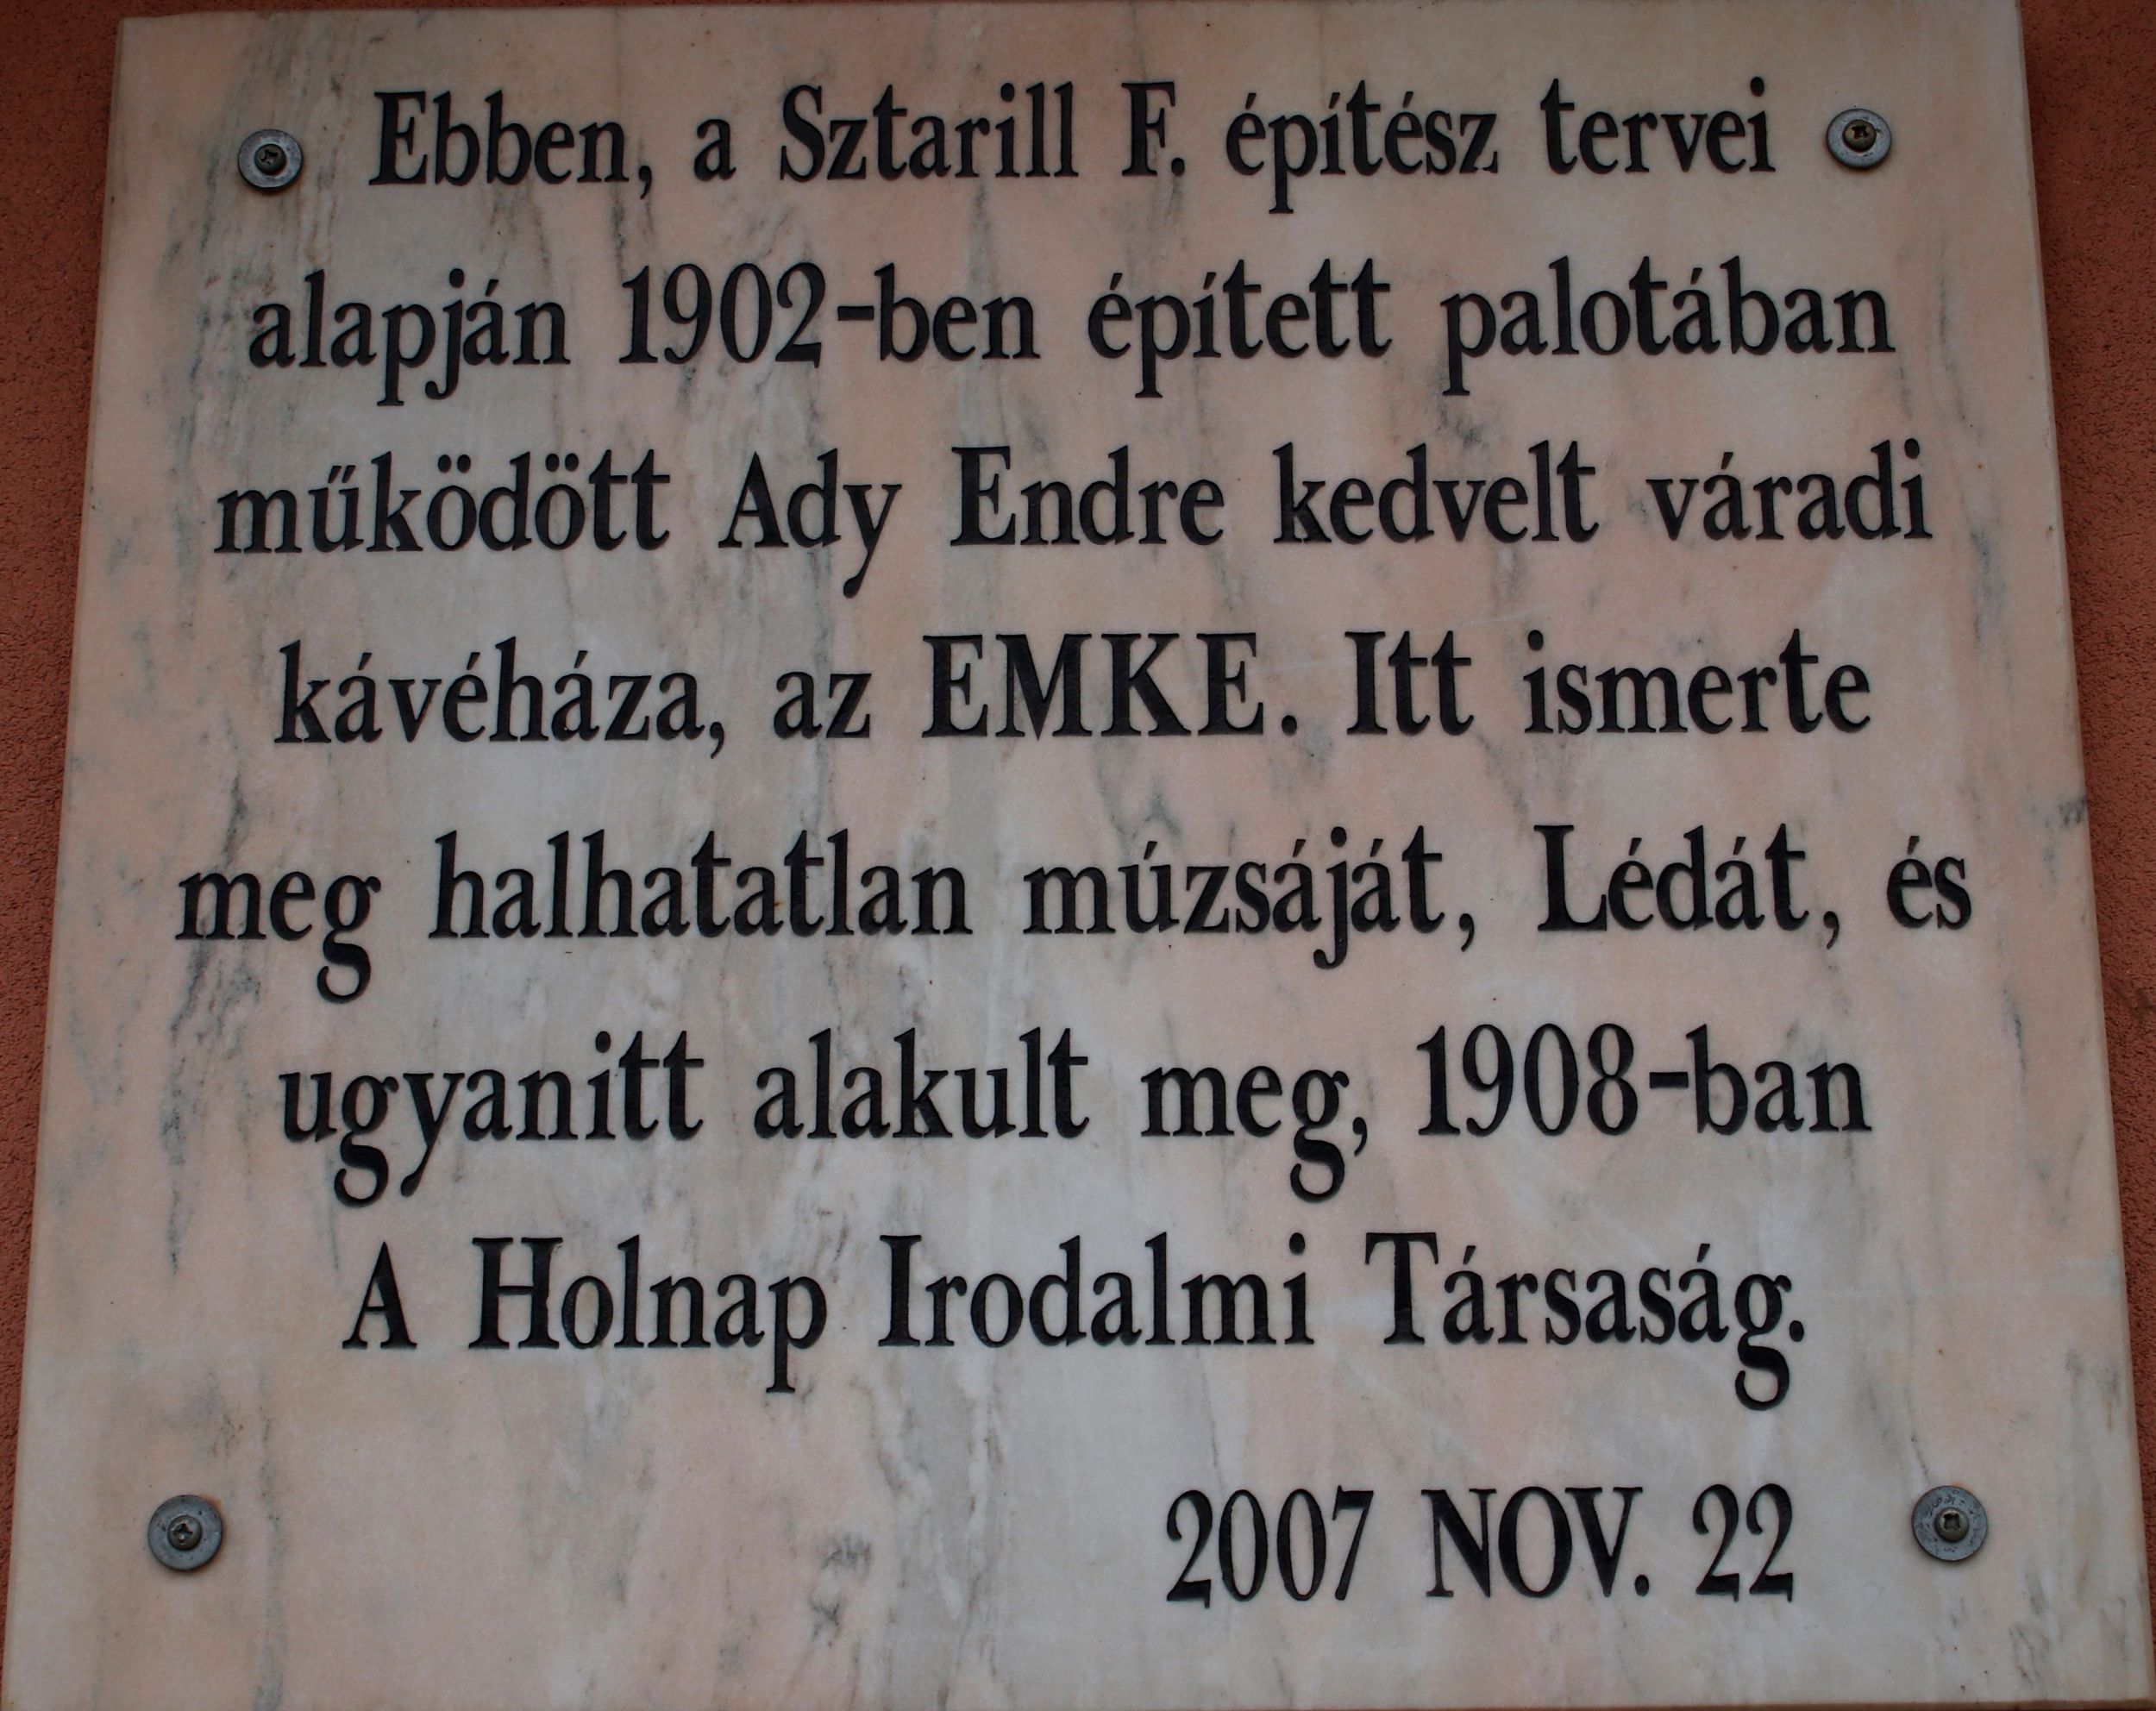 Ebben, a Sztarill F. építész tervei
alapján 1902-ben épített palotában
működött Ady Endre kedvelt váradi
kávéháza, az EMKE. Itt ismerte
meg halhatatlan múzsáját, Lédát, és
ugyanitt alakult meg, 1908-ban
A Holnap Irodalmi Társaság.
2007 NOV. 22